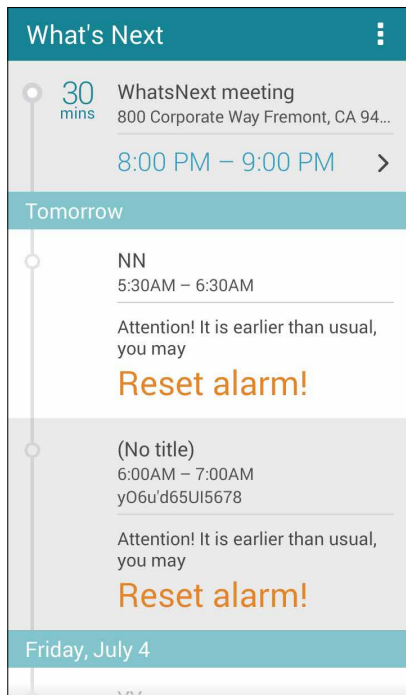 What's Next
30
mins
WhatsNext meeting
800 Corporate Way Fremont, CA 94...
8:00 PM – 9:00 PM
Tomorrow
NN
5:30AM – 6:30AM
Attention! It is earlier than usual,
you may
Reset alarm!
(No title)
6:00AM – 7:00AM
yO6u'd65UI5678
Attention! It is earlier than usual,
you may
Reset alarm!
Friday, July 4